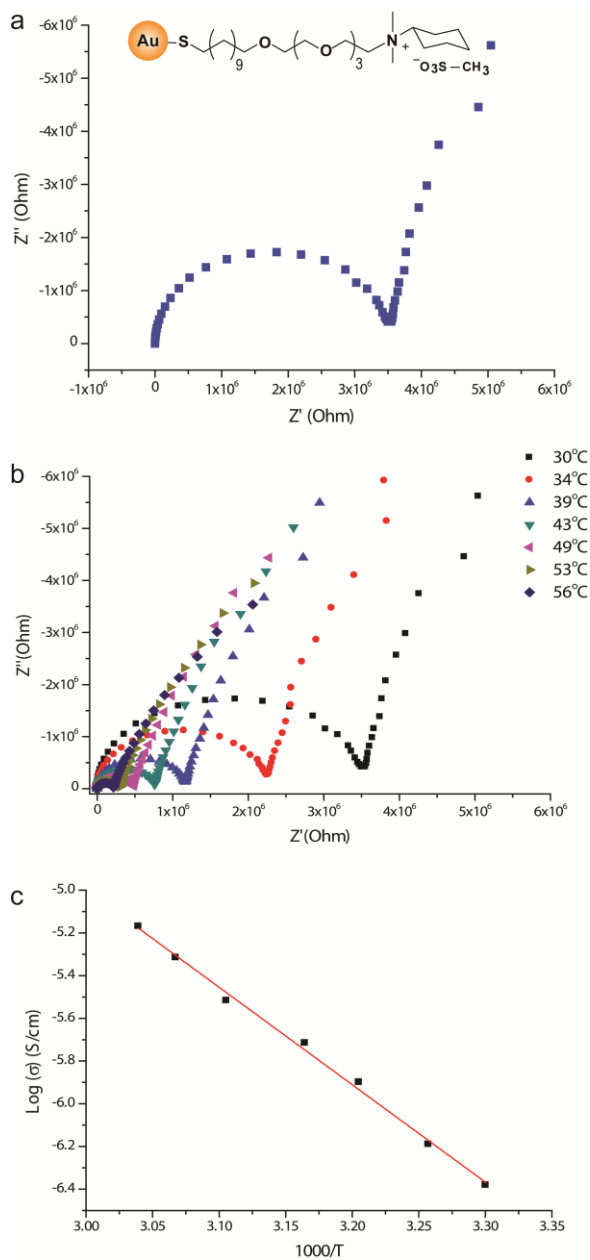 a
Au S O O N +
9 3
⁻O3S—CH3
-6x10⁶
-5x10⁶
-4x10⁶
-3x10⁶
-2x10⁶
-1x10⁶
0
Z'' (Ohm)
-1x10⁶ 0 1x10⁶ 2x10⁶ 3x10⁶ 4x10⁶ 5x10⁶ 6x10⁶
Z' (Ohm)
b
-6x10⁶
-5x10⁶
-4x10⁶
-3x10⁶
-2x10⁶
-1x10⁶
0
Z''(Ohm)
0 1x10⁶ 2x10⁶ 3x10⁶ 4x10⁶ 5x10⁶ 6x10⁶
Z'(Ohm)
30°C
34°C
39°C
43°C
49°C
53°C
56°C
c
-5.0
-5.2
-5.4
-5.6
-5.8
-6.0
-6.2
-6.4
Log (σ) (S/cm)
3.00 3.05 3.10 3.15 3.20 3.25 3.30 3.35
1000/T